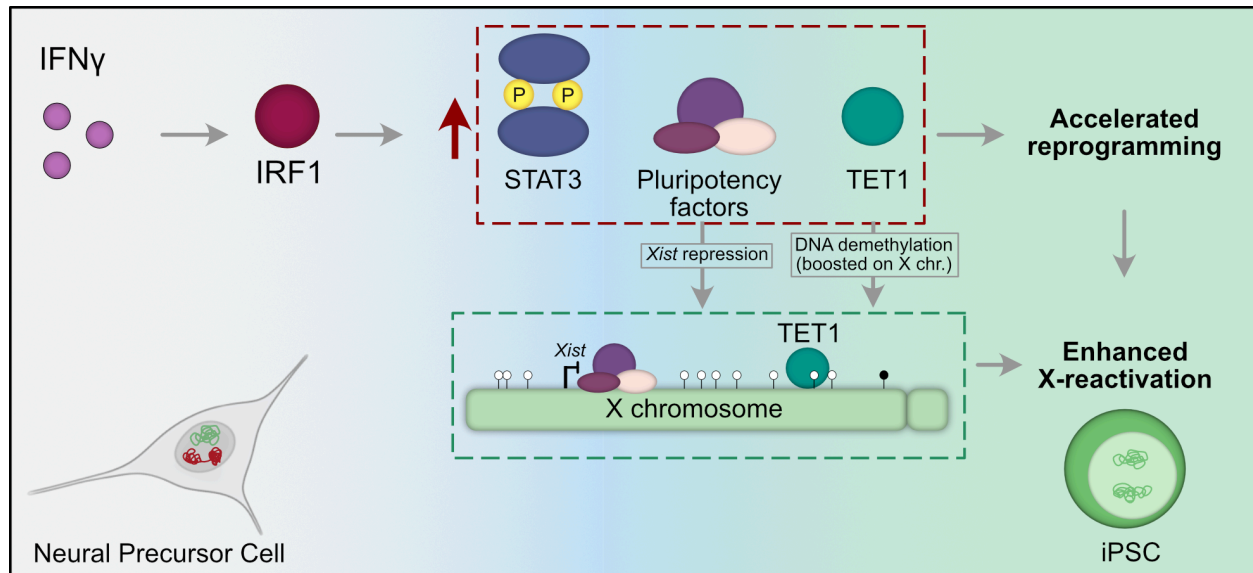 IFNγ
IRF1
P
P
STAT3
Pluripotency
factors
TET1
Accelerated
reprogramming
Xist repression
DNA demethylation
(boosted on X chr.)
Xist
TET1
X chromosome
Enhanced
X-reactivation
Neural Precursor Cell
iPSC